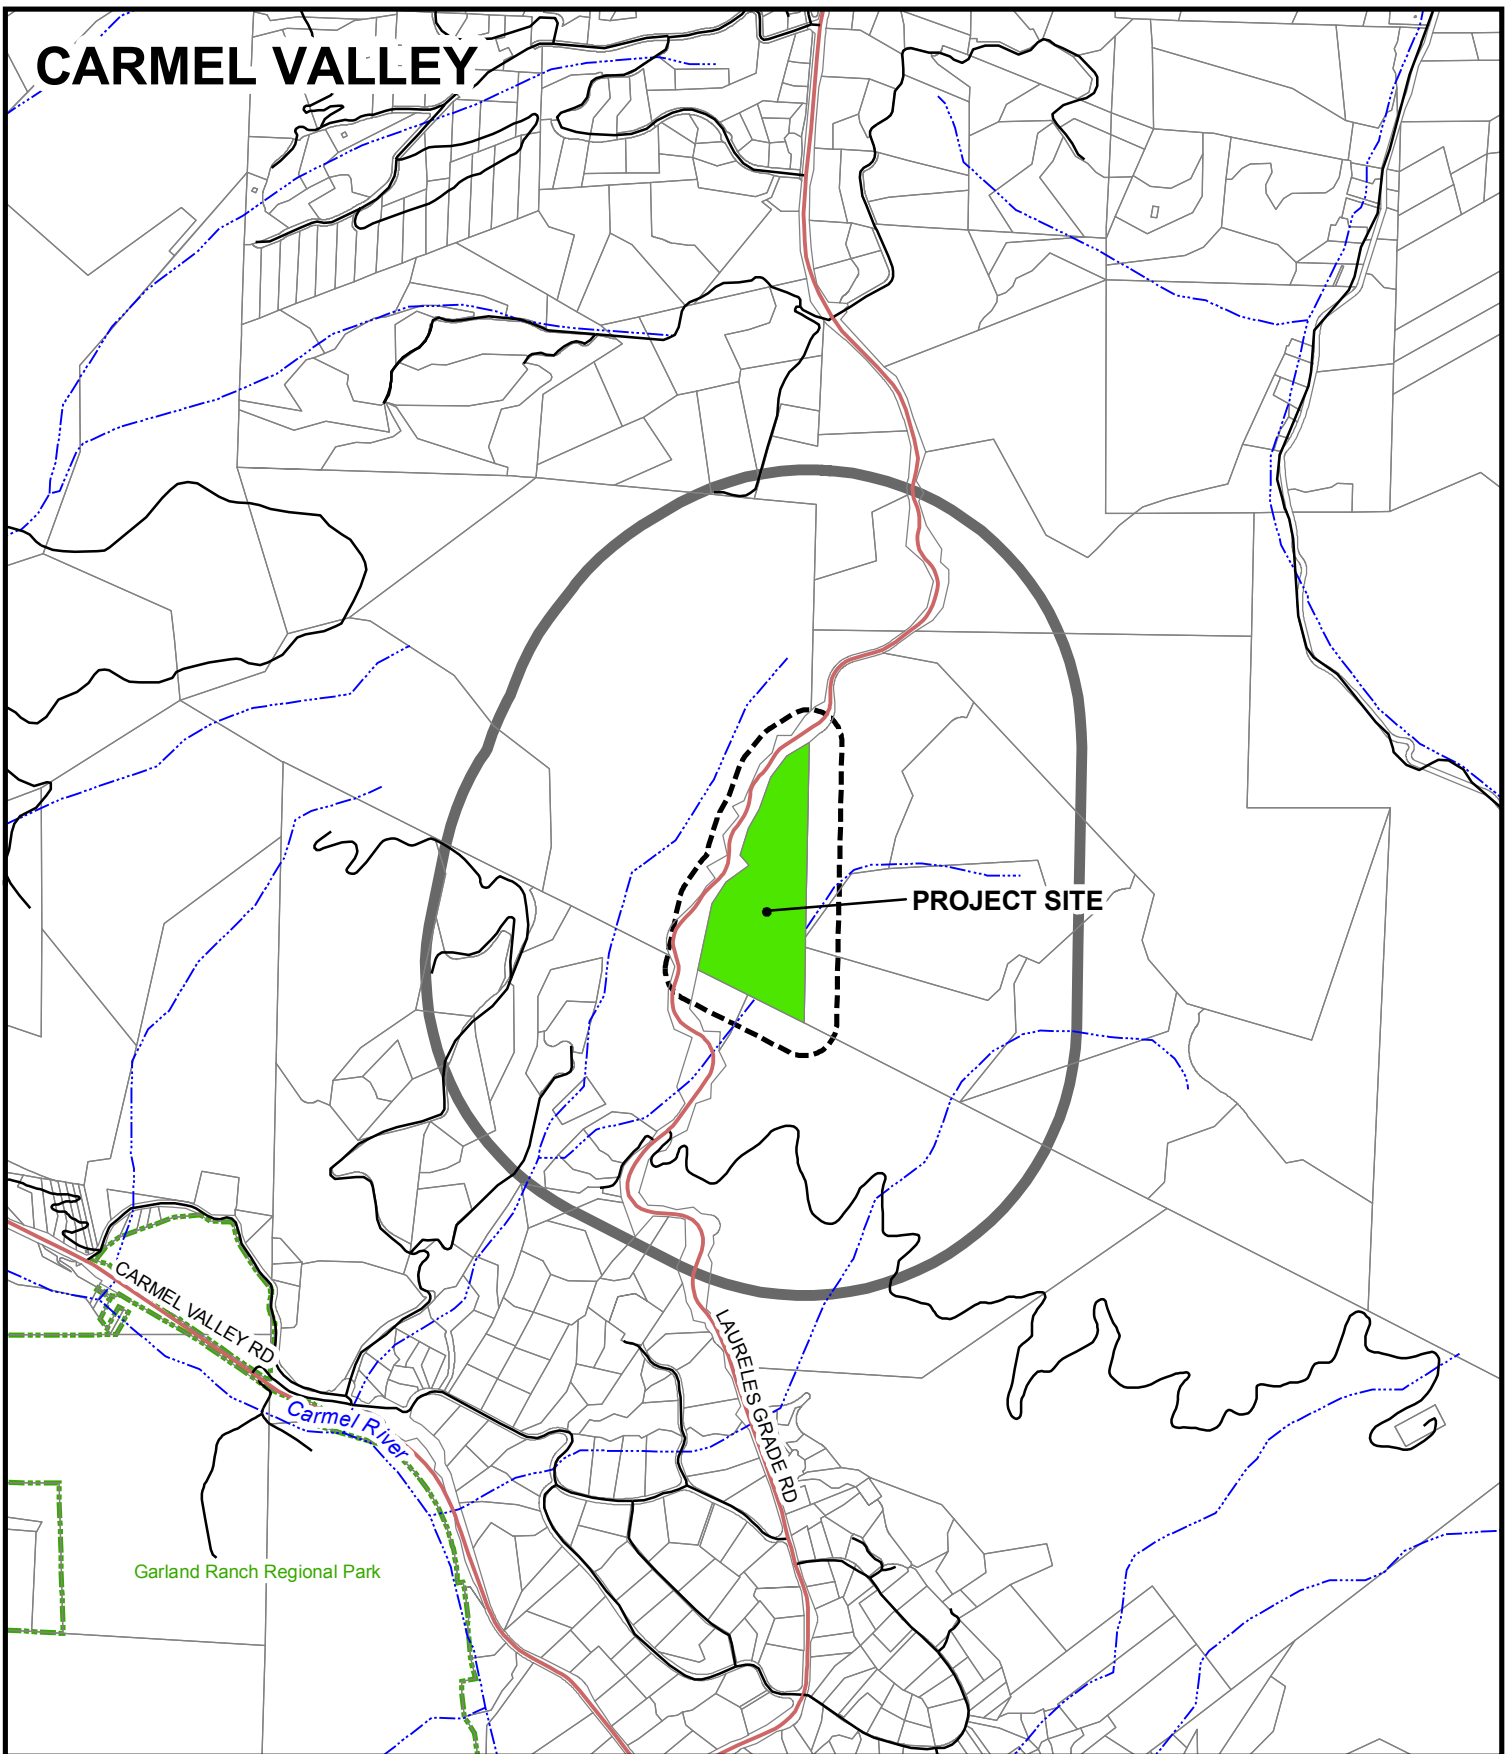 CARMEL VALLEY
PROJECT SITE
CARMEL VALLEY RD
LAURELES GRADE RD
Carmel River
Garland Ranch Regional Park